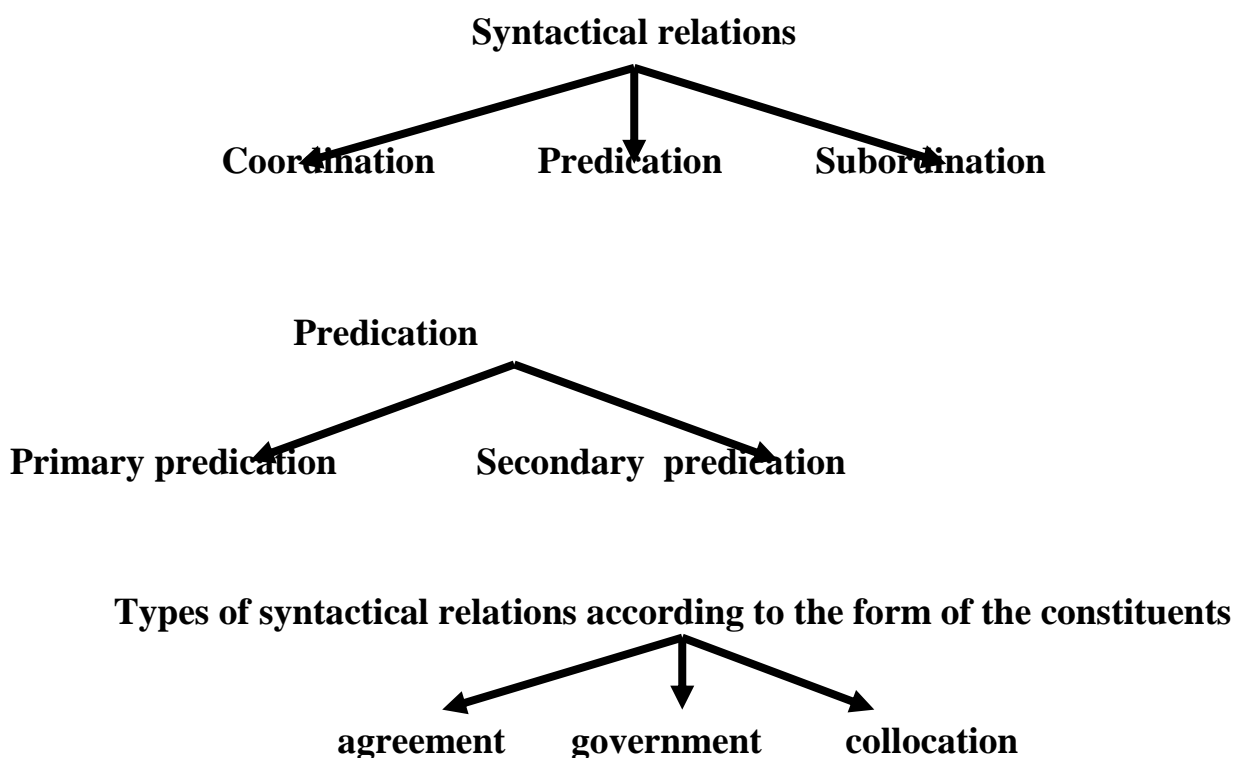 Syntactical relations
Coordination Predication Subordination
Predication
Primary predication Secondary predication
Types of syntactical relations according to the form of the constituents
agreement government collocation